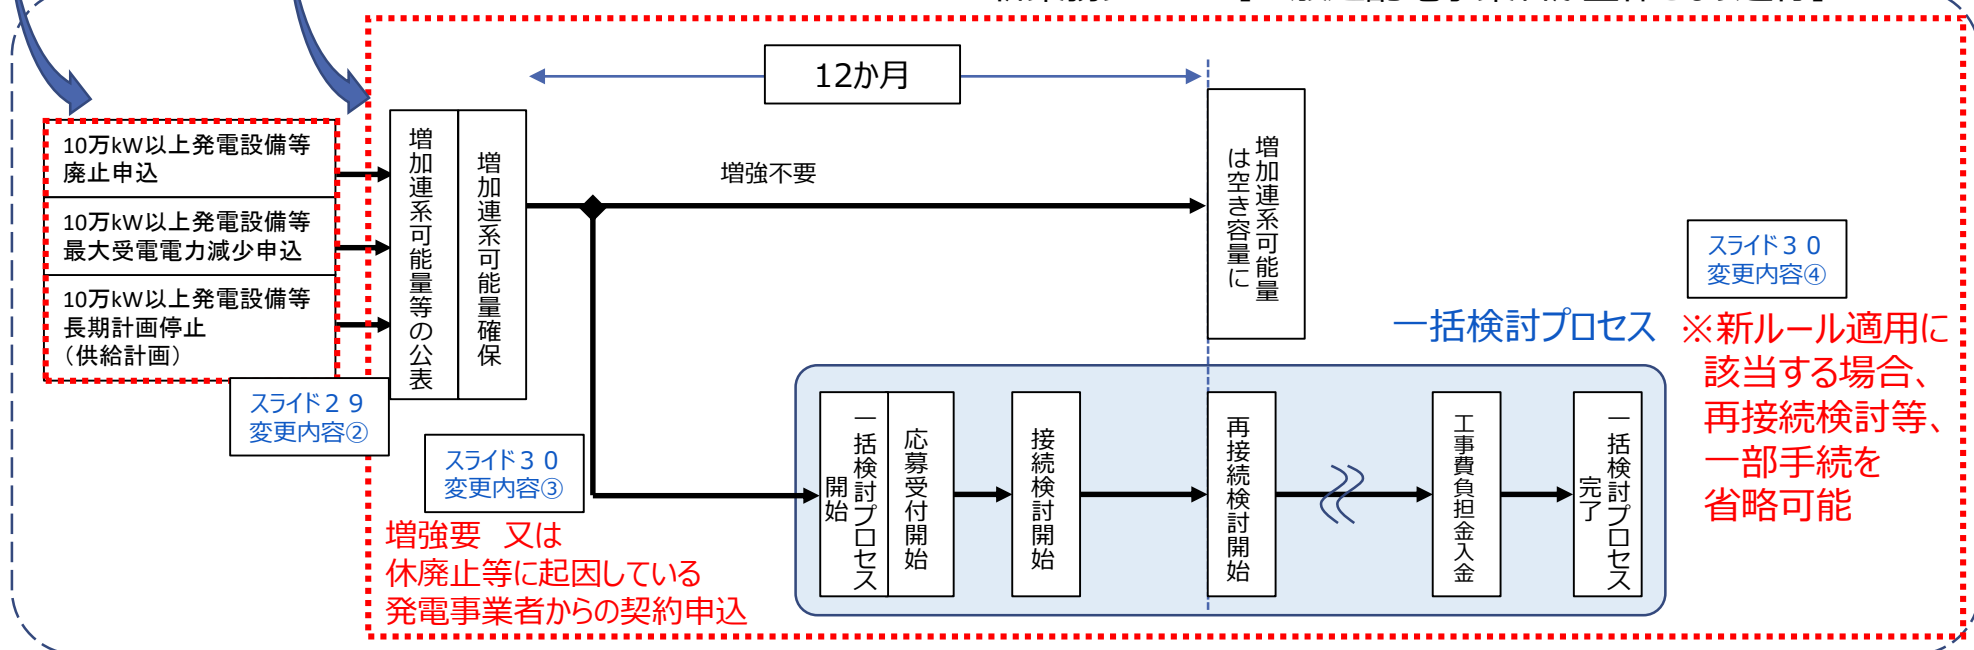 12か月
10万kW以上発電設備等
廃止申込
10万kW以上発電設備等
最大受電電力減少申込
10万kW以上発電設備等
長期計画停止
（供給計画）
スライド２９
変更内容②
増加連系可能量等の公表
増加連系可能量確保
増強不要
増加連系可能量
は空き容量に
スライド３０
変更内容③
増強要　又は
休廃止等に起因している
発電事業者からの契約申込
一括検討プロセス
一括検討プロセス
開始
応募受付開始
接続検討開始
再接続検討開始
工事費負担金入金
一括検討プロセス
完了
スライド３０
変更内容④
※新ルール適用に
該当する場合、
再接続検討等、
一部手続を
省略可能